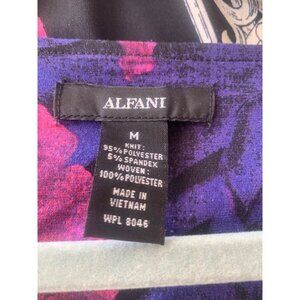 ALFANI
M
KNIT:
95% POLYESTER
5% SPANDEX
WOVEN:
100% POLYESTER
MADE IN
VIETNAM
WPL 8046